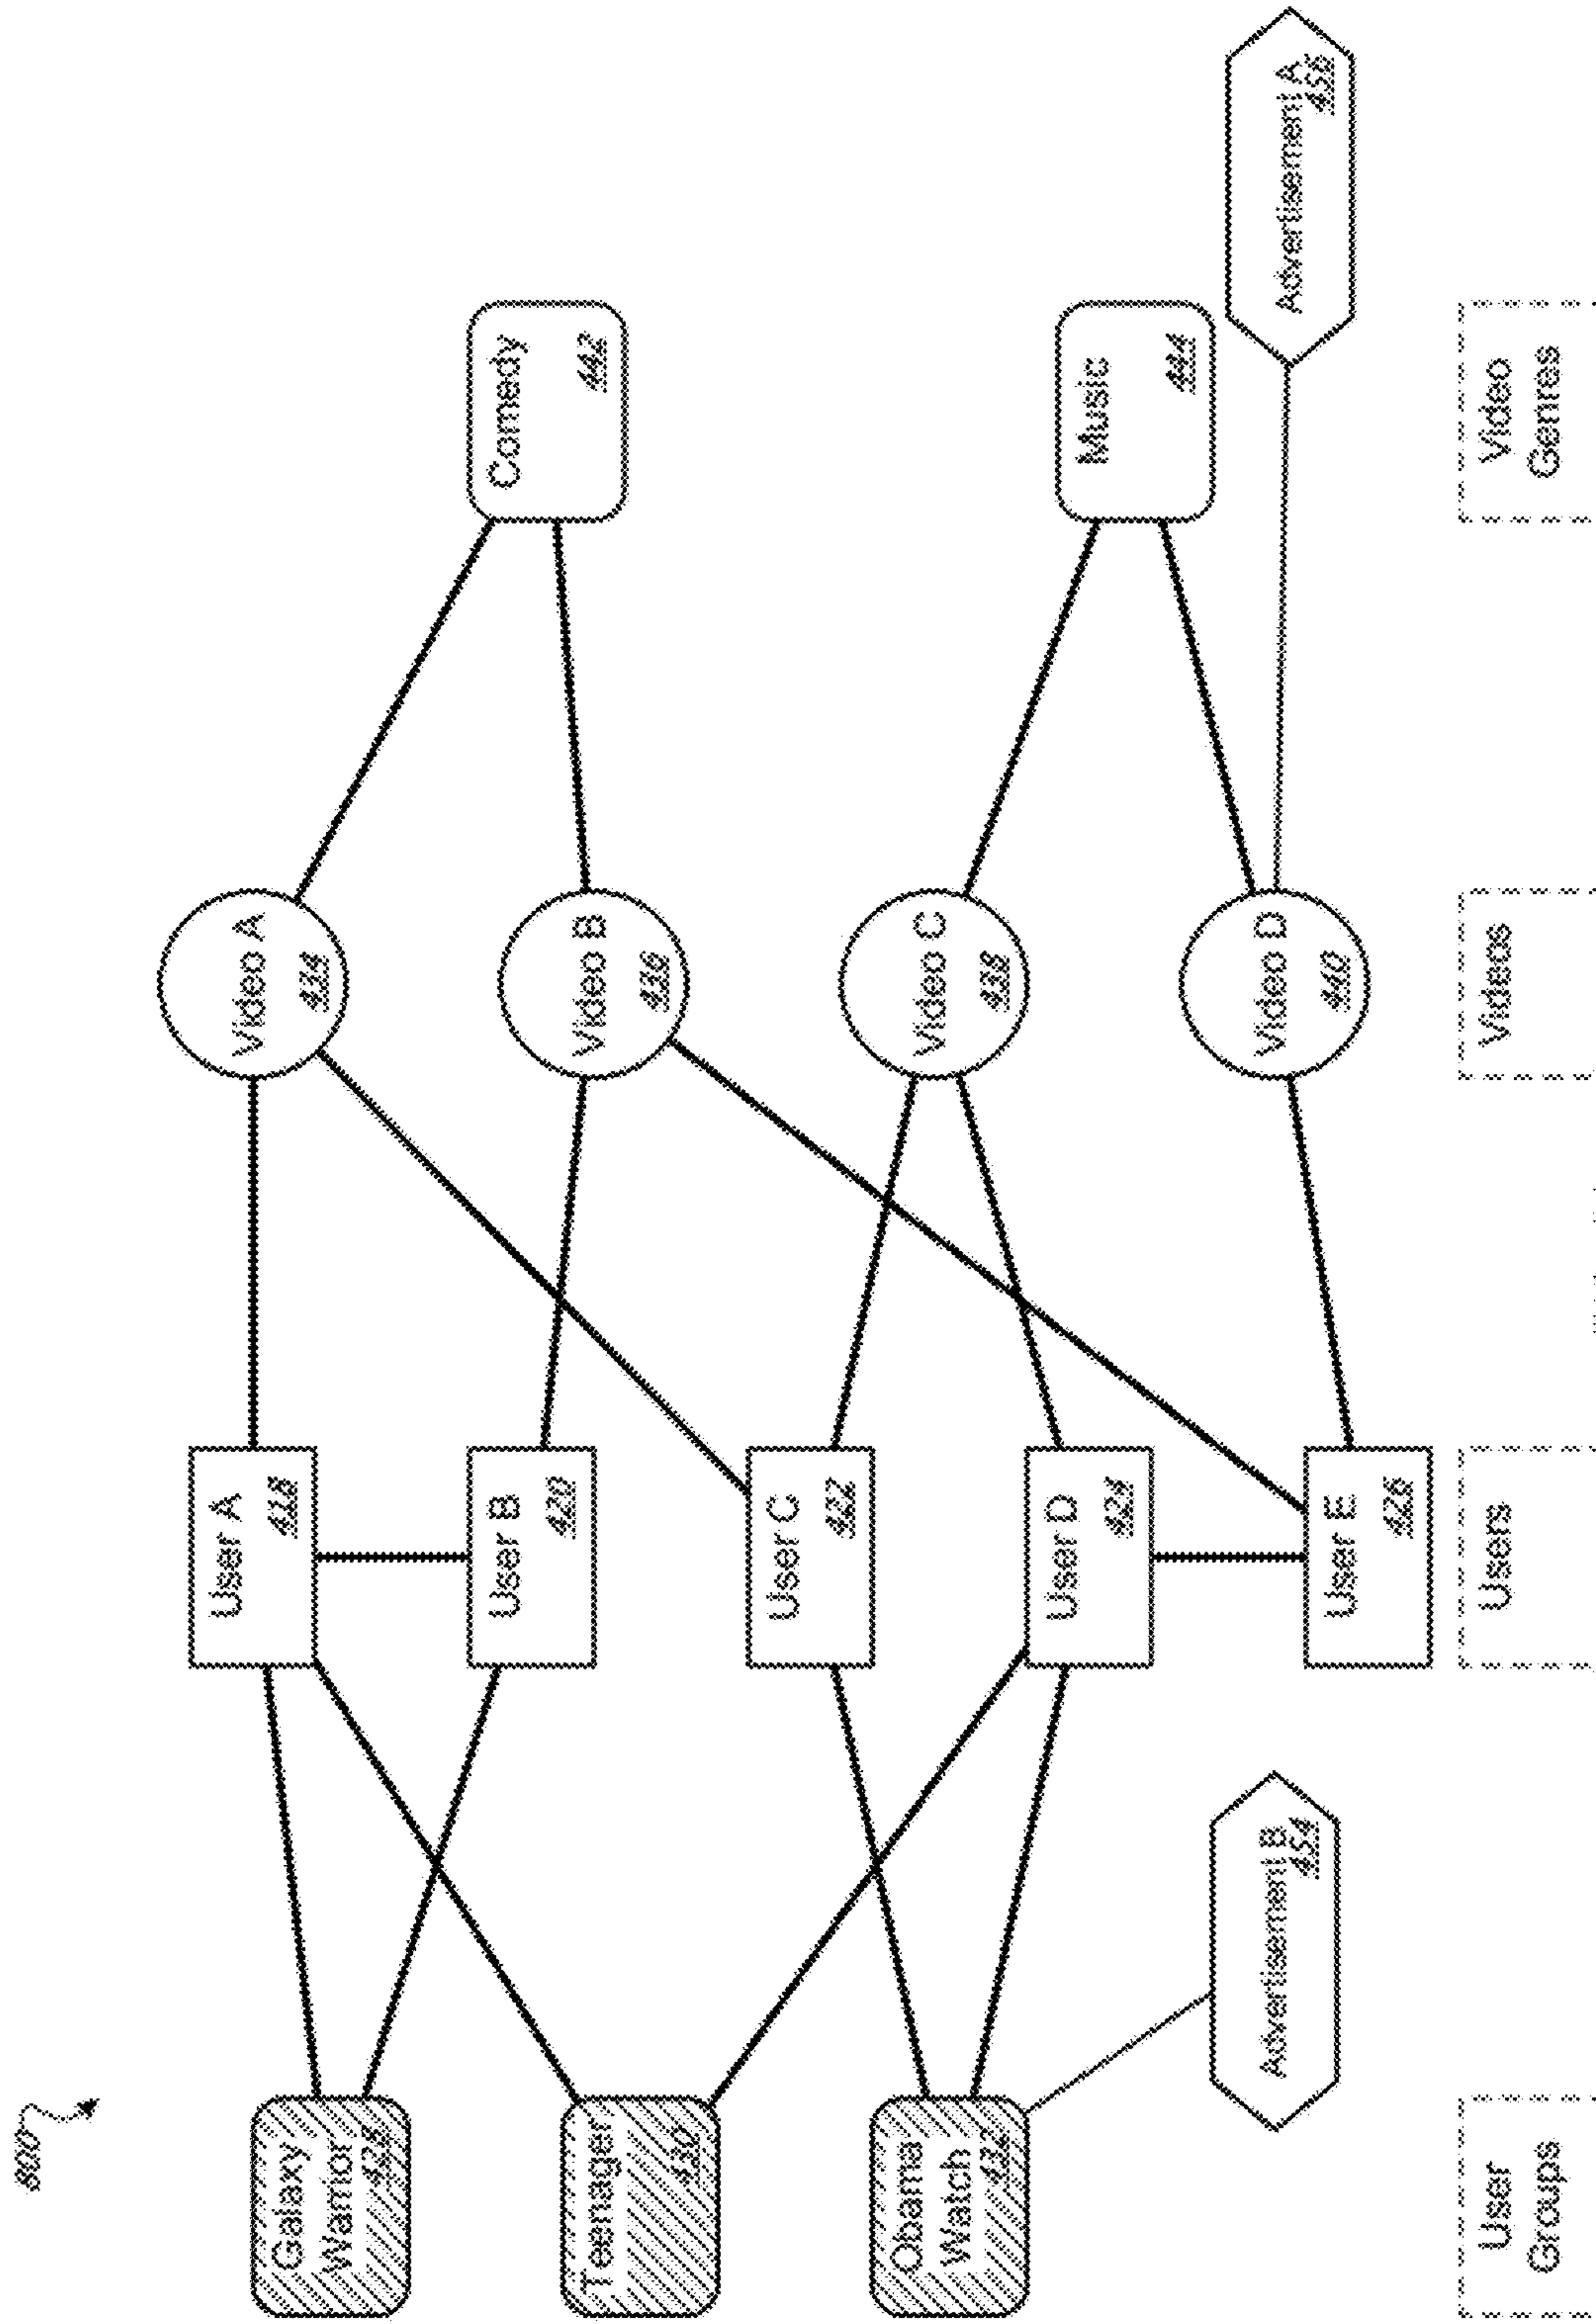 800
Galaxy
Warrior
428
Teenager
430
Obama
Watch
432
Advertisement B
454
User
Groups
User A
418
User B
420
User C
422
User D
424
User E
426
Users
Video A
434
Video B
436
Video C
438
Video D
440
Videos
Comedy
442
Music
444
Advertisement A
456
Video
Genres